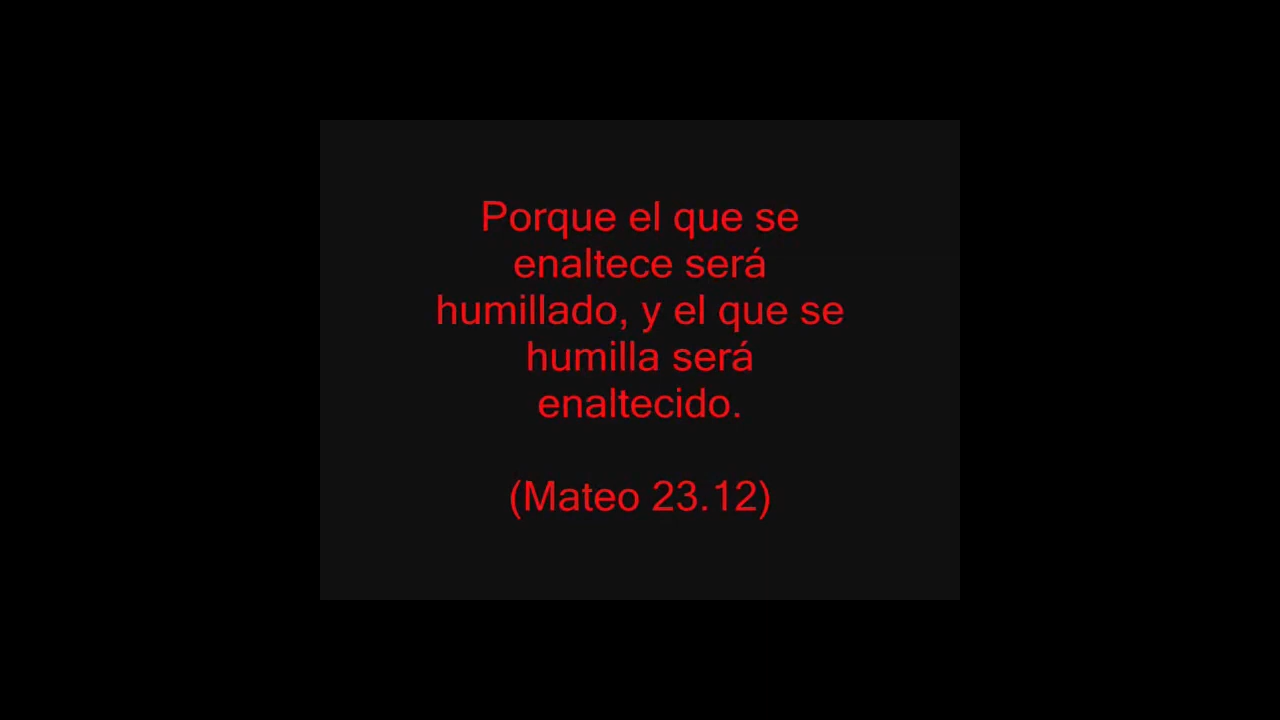 Porque el que se
enaltece será
humillado, y el que se
humilla será
enaltecido.
(Mateo 23.12)